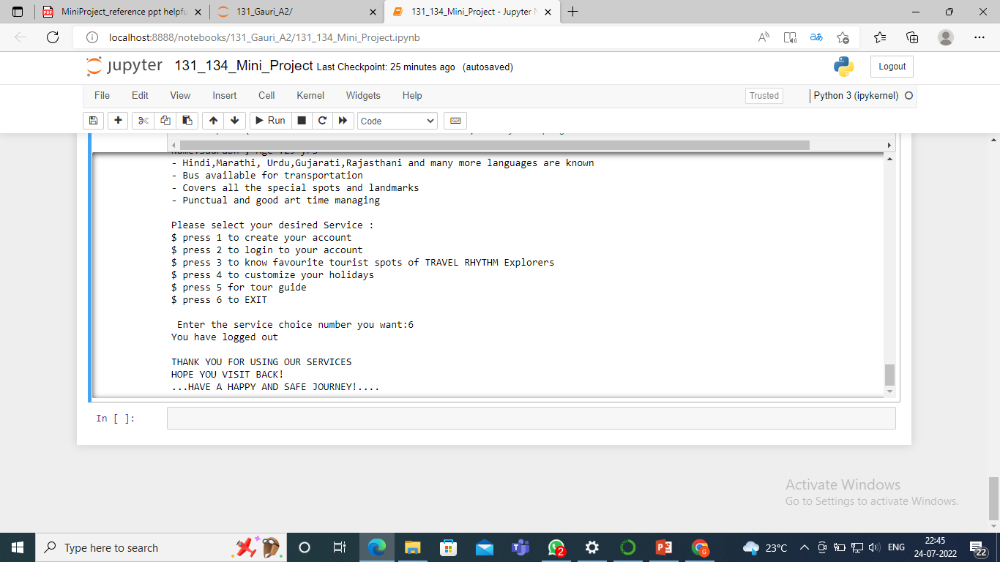 MiniProject_reference ppt helpfu
131_Gauri_A2/
131_134_Mini_Project - Jupyter N
localhost:8888/notebooks/131_Gauri_A2/131_134_Mini_Project.ipynb
jupyter 131_134_Mini_Project Last Checkpoint: 25 minutes ago (autosaved)
Logout
File Edit View Insert Cell Kernel Widgets Help
Trusted
Python 3 (ipykernel)
Run
Code
- Hindi,Marathi, Urdu,Gujarati,Rajasthani and many more languages are known
- Bus available for transportation
- Covers all the special spots and landmarks
- Punctual and good art time managing
Please select your desired Service :
$ press 1 to create your account
$ press 2 to login to your account
$ press 3 to know favourite tourist spots of TRAVEL RHYTHM Explorers
$ press 4 to customize your holidays
$ press 5 for tour guide
$ press 6 to EXIT
Enter the service choice number you want:6
You have logged out
THANK YOU FOR USING OUR SERVICES
HOPE YOU VISIT BACK!
...HAVE A HAPPY AND SAFE JOURNEY!....
In [ ]:
Activate Windows
Go to Settings to activate Windows.
Type here to search
2
23°C
ENG
22:45
24-07-2022
22